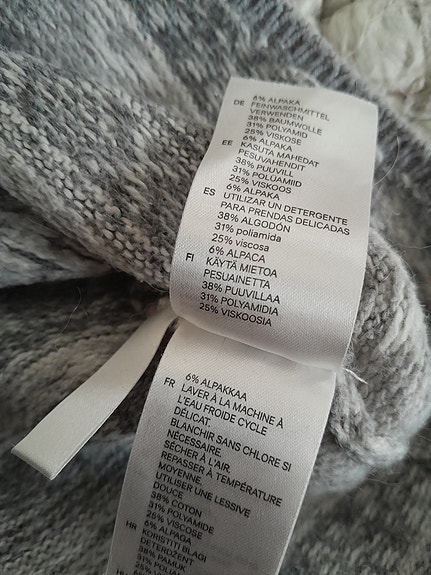 6% ALPAKA
DE FEINWASCHMITTEL
VERWENDEN
38% BAUMWOLLE
31% POLYAMID
25% VISKOSE
6% ALPAKA
EE KASUTA MAHEDAT
PESUVAHENDIT
38% PUUVILL
31% POLÜAMIID
25% VISKOOS
6% ALPAKA
ES UTILIZAR UN DETERGENTE
PARA PRENDAS DELICADAS
38% ALGODÓN
31% poliamida
25% viscosa
6% ALPACA
FI KÄYTÄ MIETOA
PESUAINETTA
38% PUUVILLAA
31% POLYAMIDIA
25% VISKOOSIA
6% ALPAKKAA
FR LAVER À LA MACHINE À
L'EAU FROIDE CYCLE
DÉLICAT.
BLANCHIR SANS CHLORE SI
NÉCESSAIRE.
SÉCHER À L'AIR.
REPASSER À TEMPÉRATURE
MOYENNE.
UTILISER UNE LESSIVE
DOUCE
38% COTON
31% POLYAMIDE
25% VISCOSE
6% ALPAGA
HR KORISTITI BLAGI
DETERDŽENT
38% PAMUK
31% POLIAM